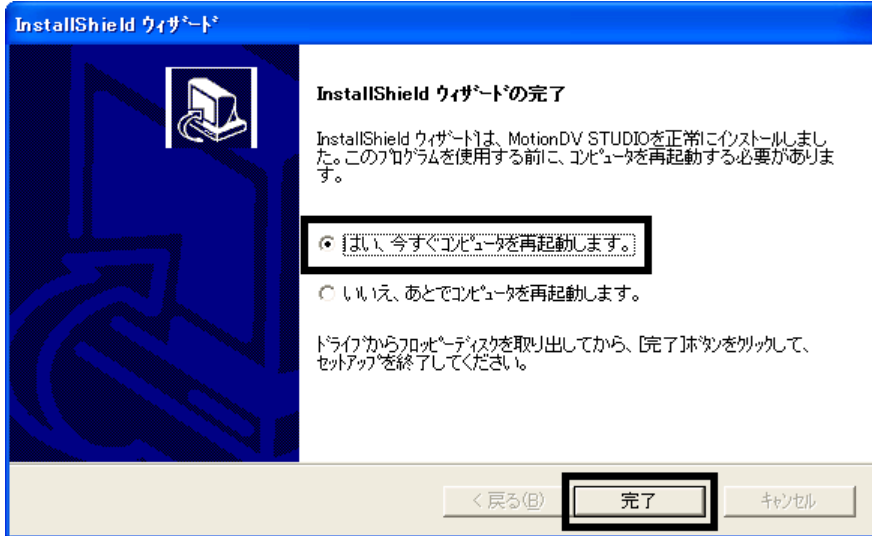 InstallShield ウィザード
InstallShield ウィザードの完了
InstallShield ウィザードは、MotionDV STUDIOを正常にインストールしまし
た。このプログラムを使用する前に、コンピュータを再起動する必要がありま
す。
はい、今すぐコンピュータを再起動します。
いいえ、あとでコンピュータを再起動します。
ドライブからフロッピーディスクを取り出してから、[完了]ボタンをクリックして、
セットアップを終了してください。
< 戻る(B)
完了
キャンセル